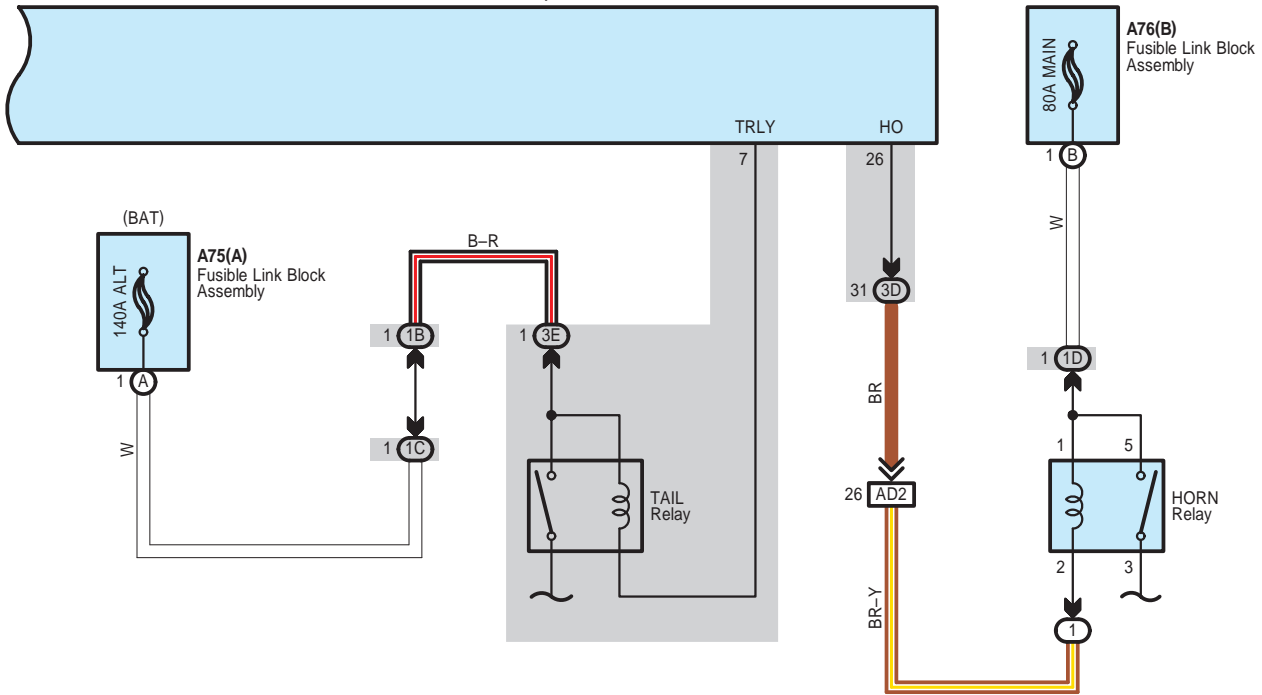 TRLY
HO
7
26
80A MAIN
A76(B)
Fusible Link Block
Assembly
1 B
W
(BAT)
140A ALT
A75(A)
Fusible Link Block
Assembly
1 A
W
B–R
1 1B
1 3E
1 1C
31 3D
BR
1 1D
26 AD2
BR–Y
TAIL
Relay
1
5
HORN
Relay
2
3
1